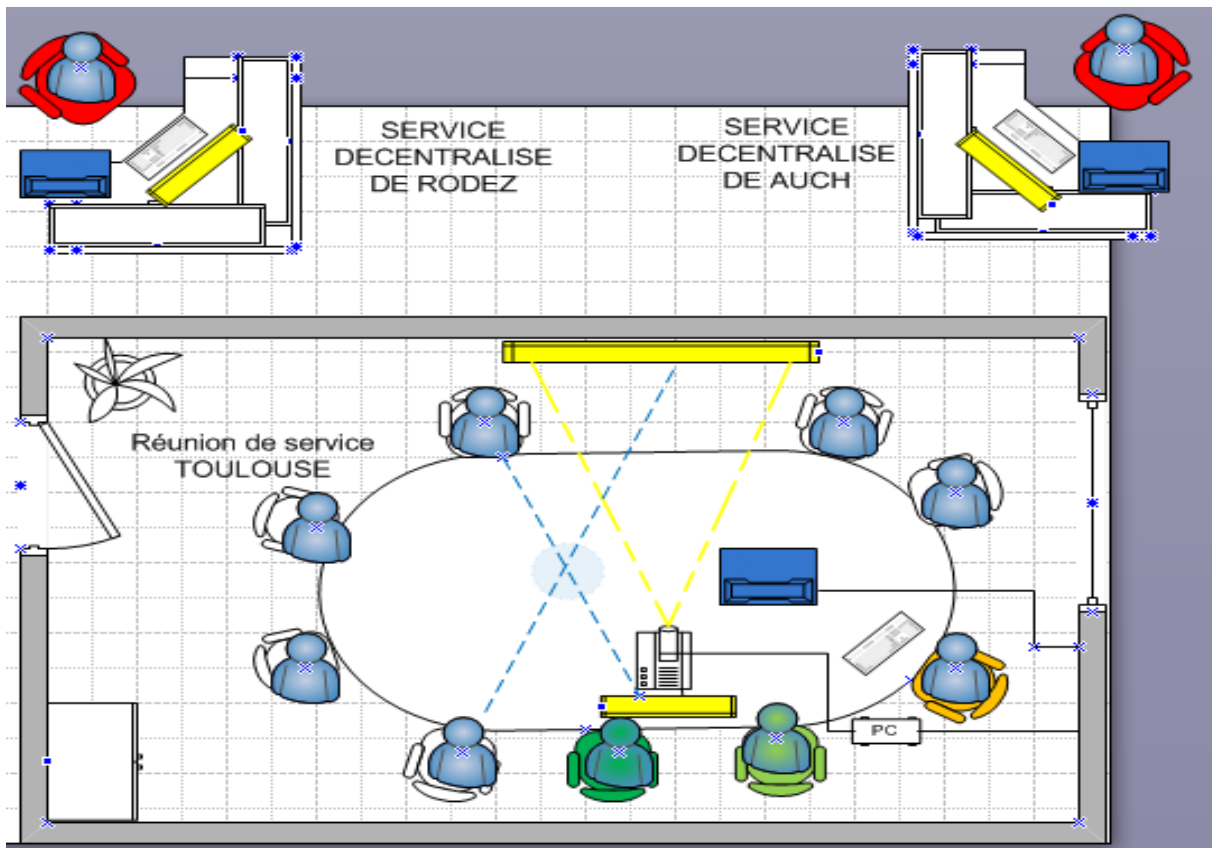 SERVICE
DECENTRALISE
DE RODEZ
SERVICE
DECENTRALISE
DE AUCH
Réunion de service
TOULOUSE
PC